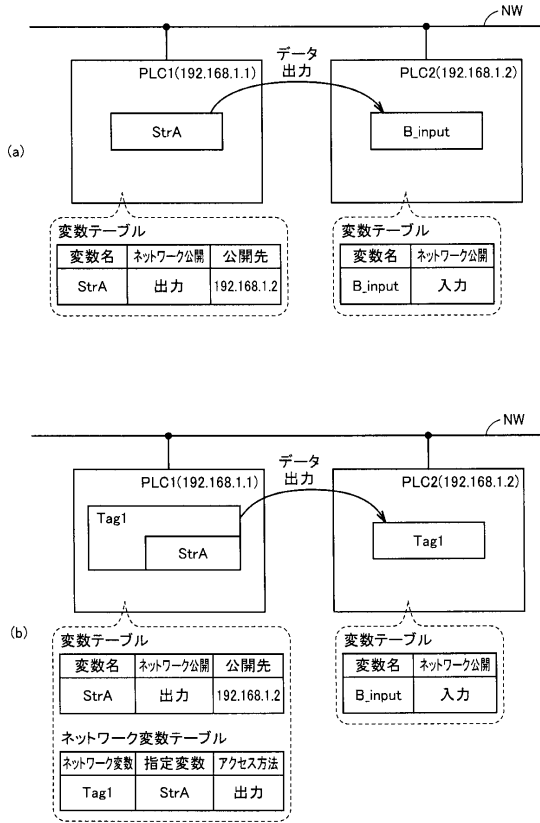 NW
PLC1(192.168.1.1)
データ
出力
PLC2(192.168.1.2)
StrA
B_input
(a)
変数テーブル
変数名 ネットワーク公開 公開先
StrA 出力 192.168.1.2
変数テーブル
変数名 ネットワーク公開
B_input 入力
NW
PLC1(192.168.1.1)
データ
出力
PLC2(192.168.1.2)
Tag1
StrA
Tag1
(b)
変数テーブル
変数名 ネットワーク公開 公開先
StrA 出力 192.168.1.2
ネットワーク変数テーブル
ネットワーク変数 指定変数 アクセス方法
Tag1 StrA 出力
変数テーブル
変数名 ネットワーク公開
B_input 入力